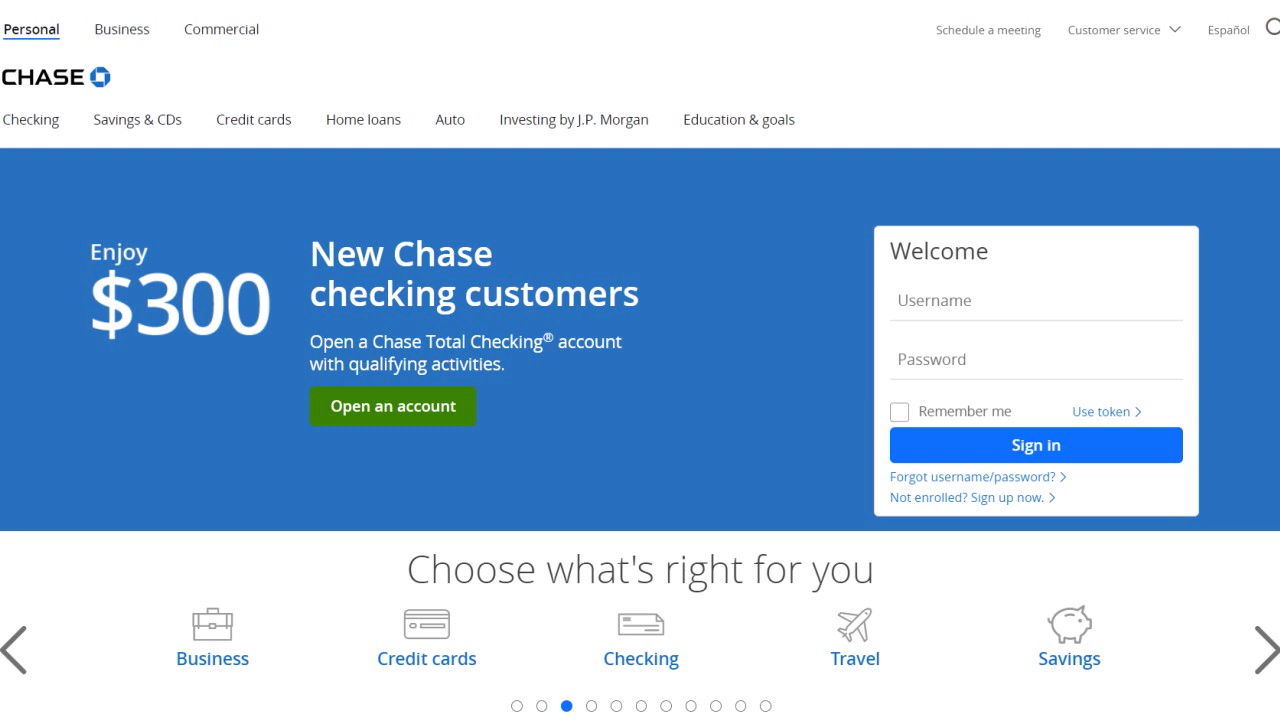 Personal Business Commercial Schedule a meeting Customer service Español
CHASE
Checking Savings & CDs Credit cards Home loans Auto Investing by J.P. Morgan Education & goals
Enjoy
$300
New Chase
checking customers
Open a Chase Total Checking® account
with qualifying activities.
Open an account
Welcome
Username
Password
Remember me Use token
Sign in
Forgot username/password?
Not enrolled? Sign up now.
Choose what's right for you
Business Credit cards Checking Travel Savings